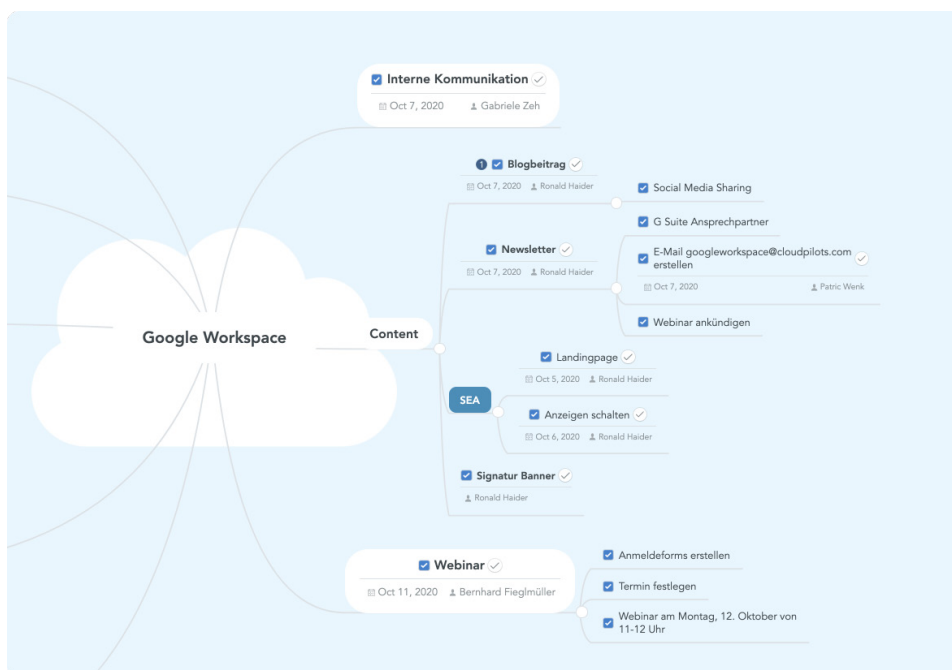 Interne Kommunikation
Oct 7, 2020 Gabriele Zeh
1 Blogbeitrag
Oct 7, 2020 Ronald Haider
Social Media Sharing
G Suite Ansprechpartner
Newsletter
Oct 7, 2020 Ronald Haider
E-Mail googleworkspace@cloudpilots.com
erstellen
Oct 7, 2020 Patric Wenk
Webinar ankündigen
Google Workspace
Content
Landingpage
Oct 5, 2020 Ronald Haider
SEA
Anzeigen schalten
Oct 6, 2020 Ronald Haider
Signatur Banner
Ronald Haider
Webinar
Oct 11, 2020 Bernhard Fieglmüller
Anmeldeforms erstellen
Termin festlegen
Webinar am Montag, 12. Oktober von
11-12 Uhr